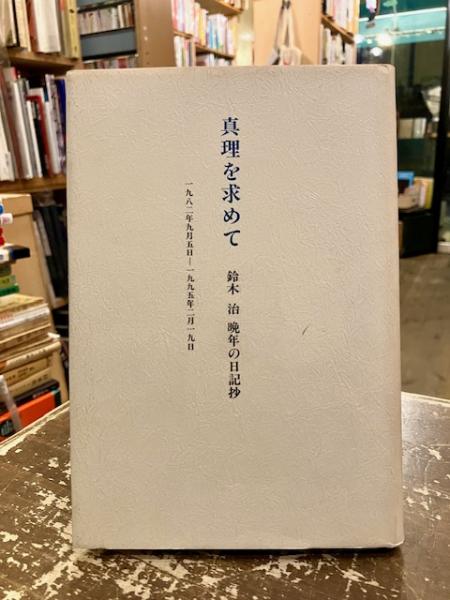 真理を求めて
鈴木 治 晩年の日記抄
一九八二年九月五日―一九九五年二月一九日